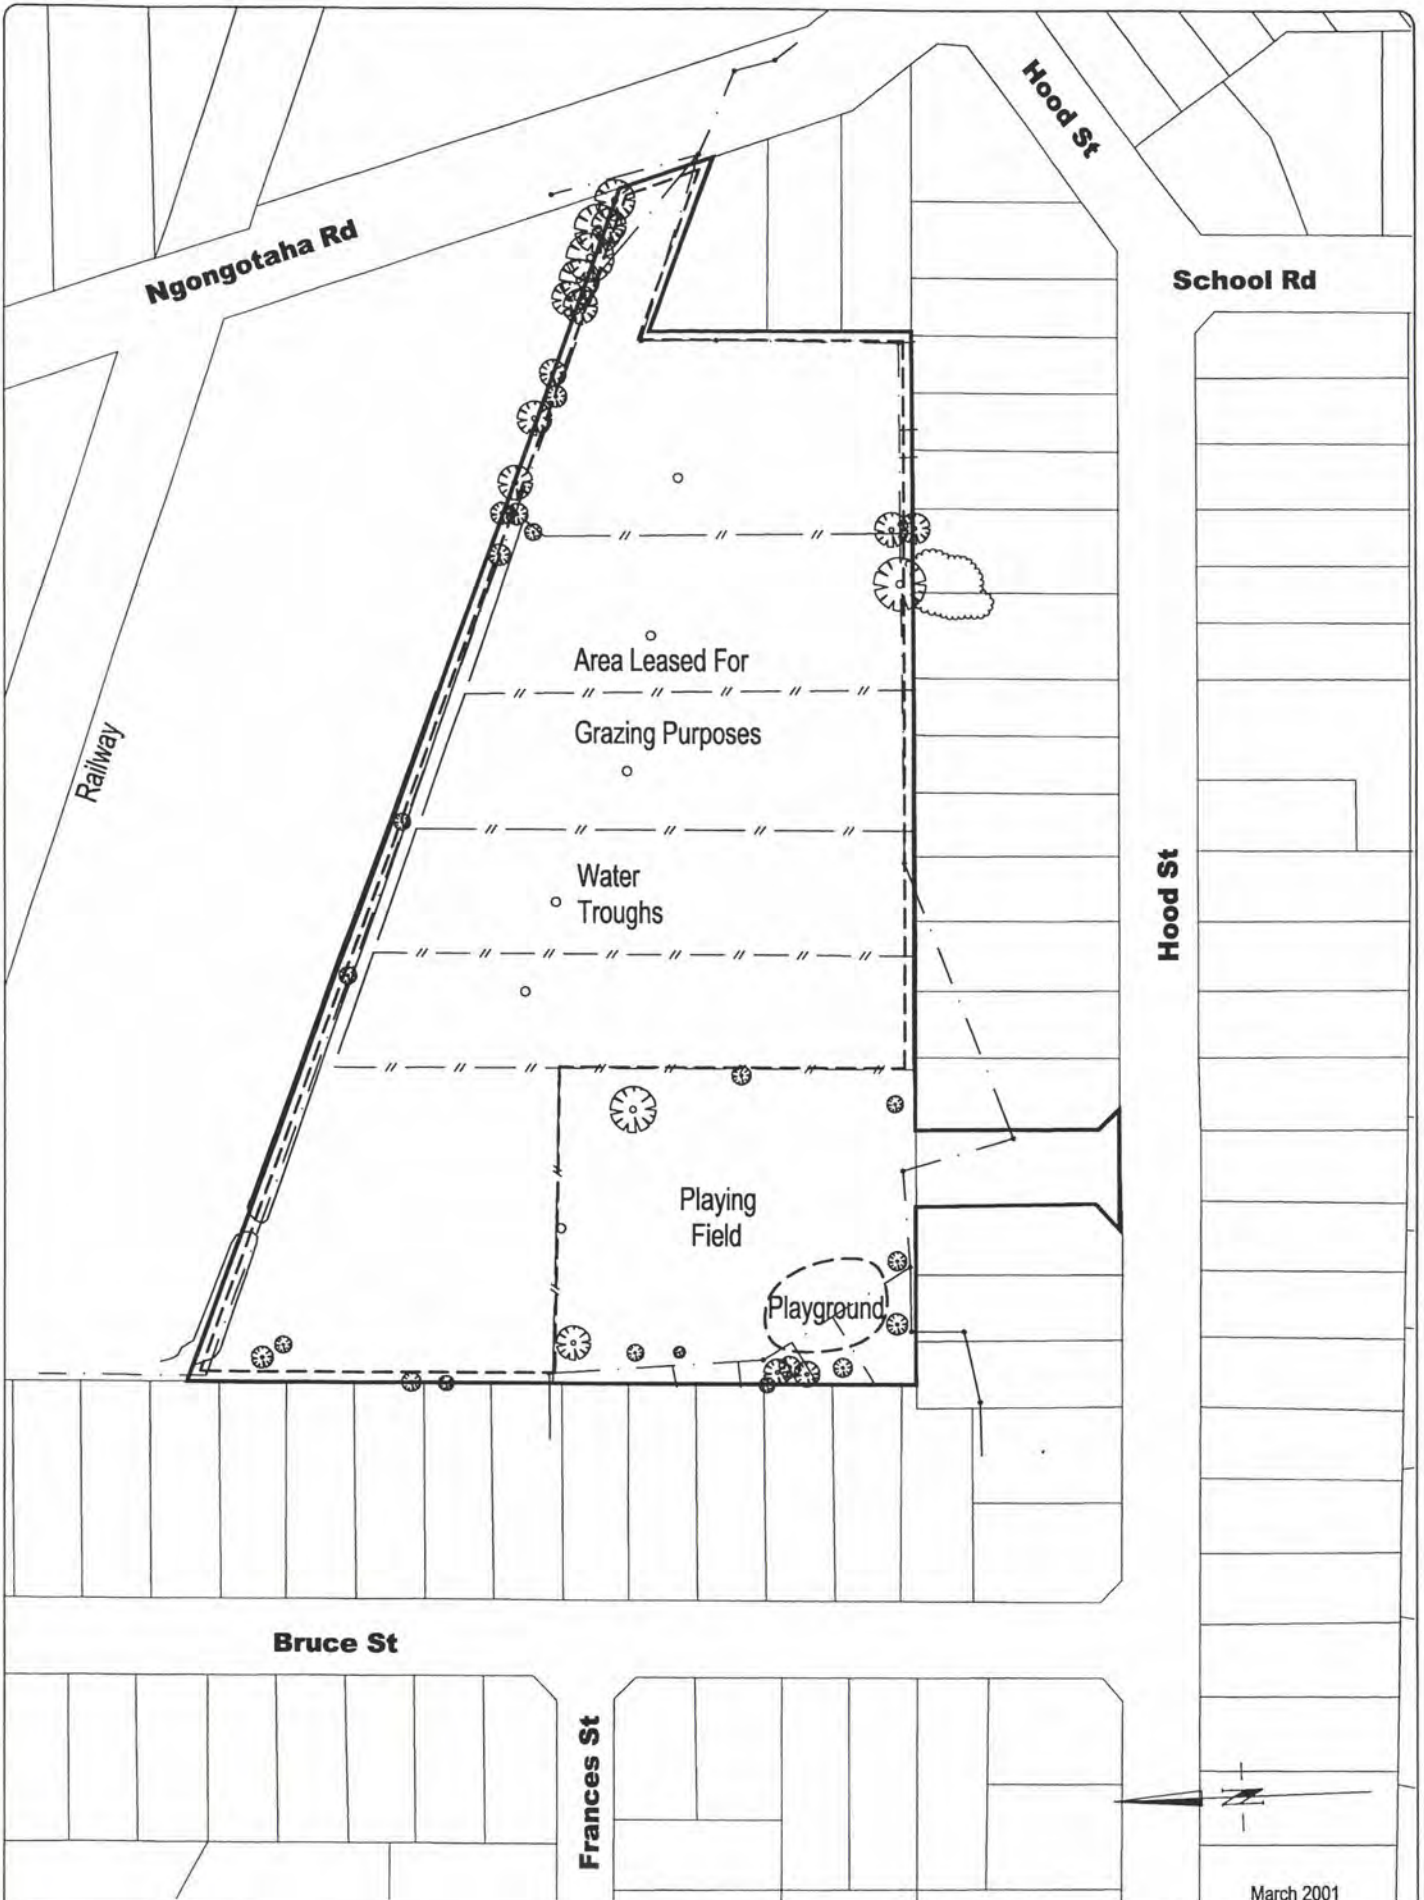 Hood St
Ngongotaha Rd
School Rd
Area Leased For
Grazing Purposes
Railway
Water
Troughs
Hood St
Playing
Field
Playground
Bruce St
Frances St
N
March 2001